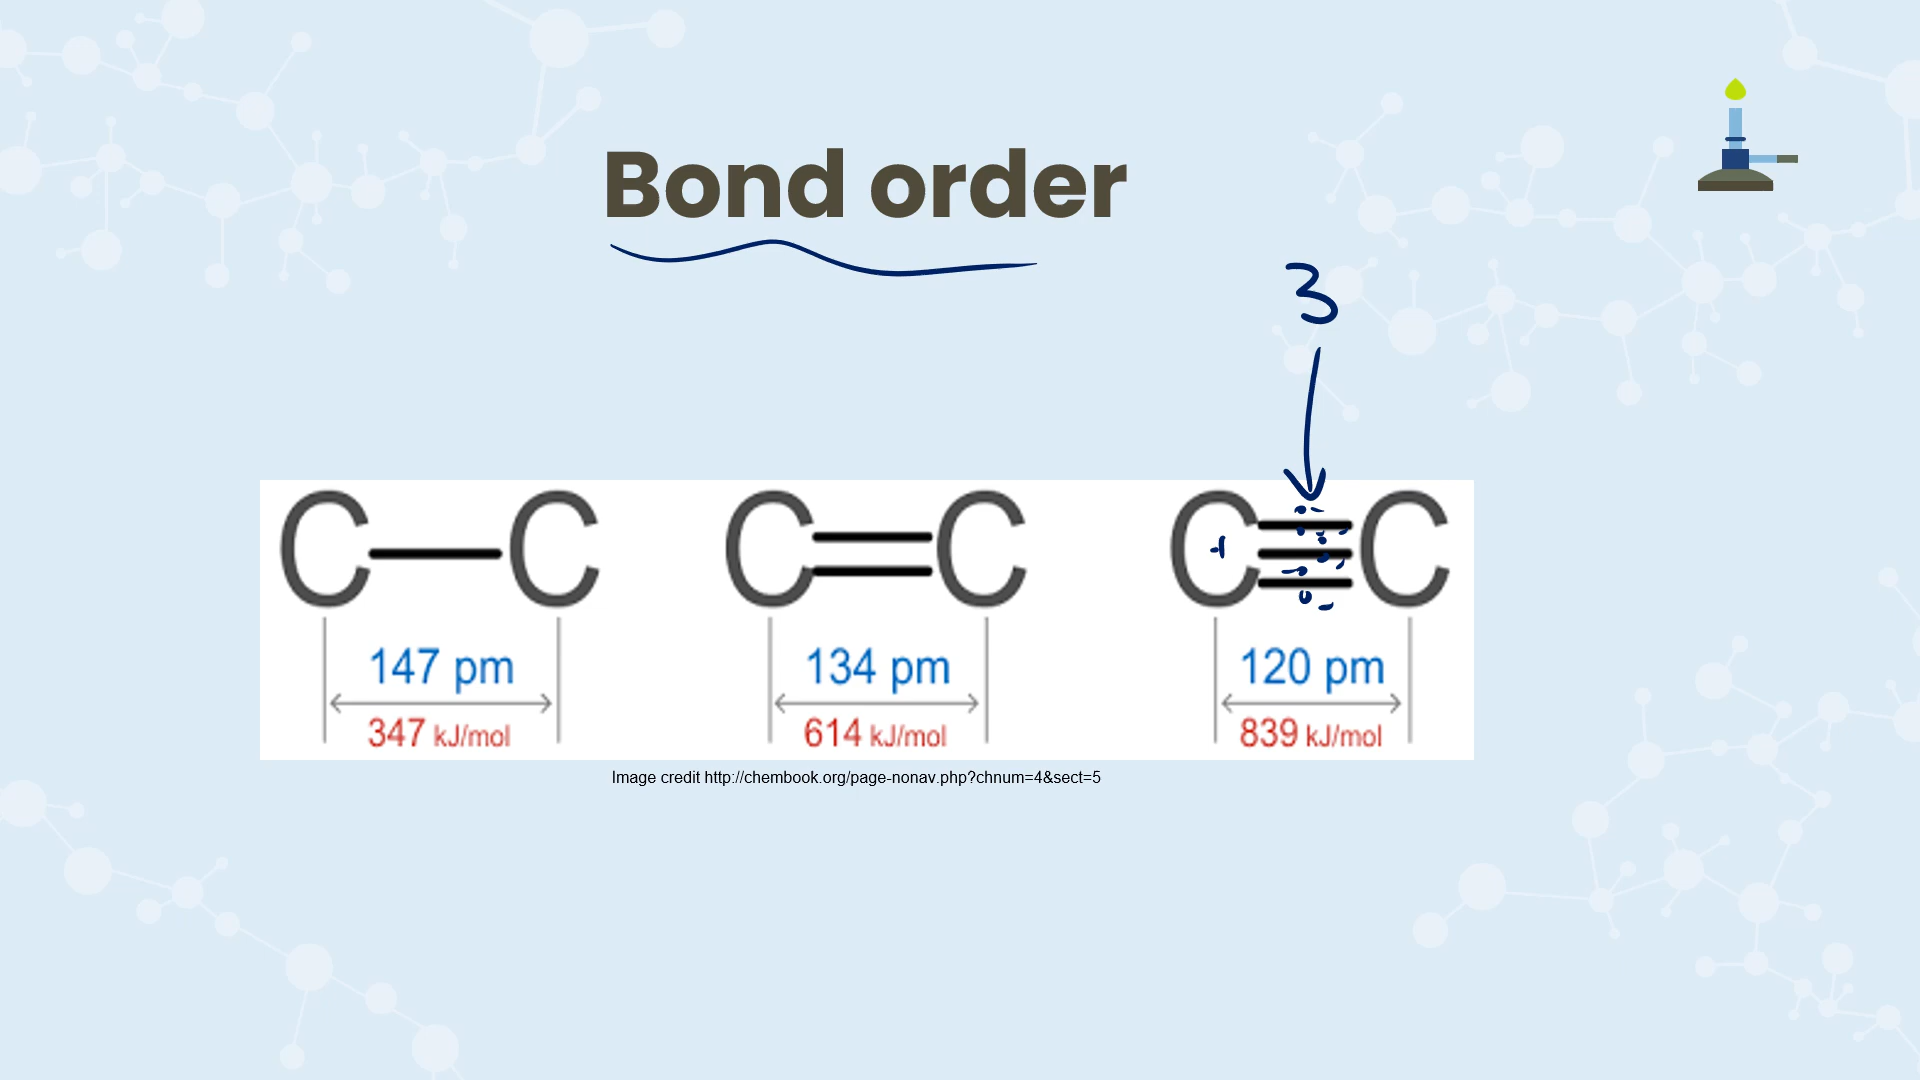 Bond order
3
C—C
C=C
C≡C
+
147 pm
134 pm
120 pm
347 kJ/mol
614 kJ/mol
839 kJ/mol
Image credit http://chembook.org/page-nonav.php?chnum=4&sect=5